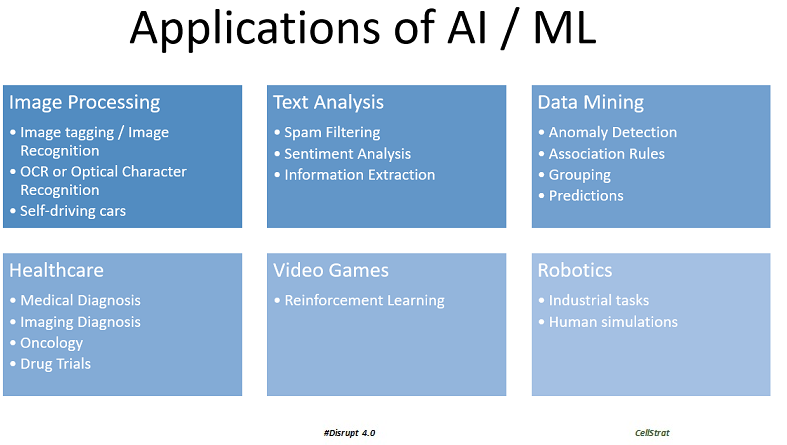 Applications of AI / ML
Image Processing
• Image tagging / Image
Recognition
• OCR or Optical Character
Recognition
• Self-driving cars
Text Analysis
• Spam Filtering
• Sentiment Analysis
• Information Extraction
Data Mining
• Anomaly Detection
• Association Rules
• Grouping
• Predictions
Healthcare
• Medical Diagnosis
• Imaging Diagnosis
• Oncology
• Drug Trials
Video Games
• Reinforcement Learning
Robotics
• Industrial tasks
• Human simulations
#Disrupt 4.0
CellStrat